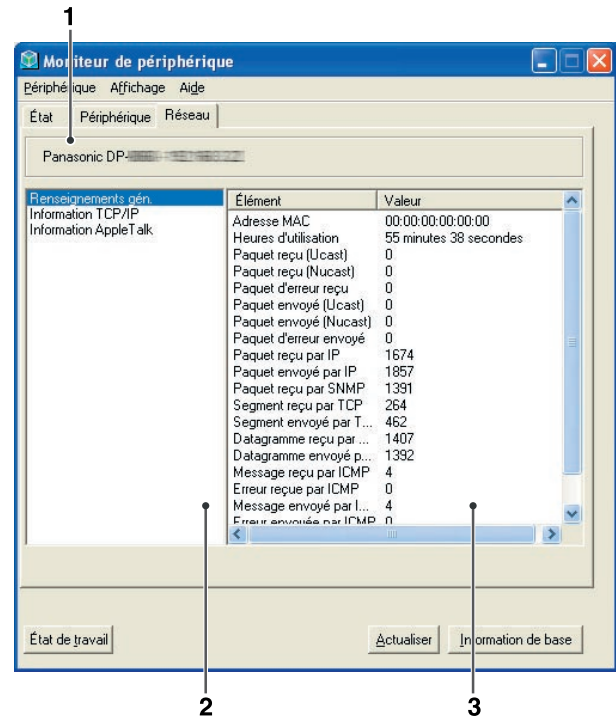 1
Moniteur de périphérique
Périphérique Affichage Aide
État Périphérique Réseau
Panasonic DP-
Renseignements gén.
Information TCP/IP
Information AppleTalk
Élément Valeur
Adresse MAC 00:00:00:00:00:00
Heures d'utilisation 55 minutes 38 secondes
Paquet reçu (Ucast) 0
Paquet reçu (Nucast) 0
Paquet d'erreur reçu 0
Paquet envoyé (Ucast) 0
Paquet envoyé (Nucast) 0
Paquet d'erreur envoyé 0
Paquet reçu par IP 1674
Paquet envoyé par IP 1857
Paquet reçu par SNMP 1391
Segment reçu par TCP 264
Segment envoyé par T... 462
Datagramme reçu par ... 1407
Datagramme envoyé p... 1392
Message reçu par ICMP 4
Erreur reçue par ICMP 0
Message envoyé par I... 4
Erreur envoyée par ICMP 0
État de travail Actualiser Information de base
2 3